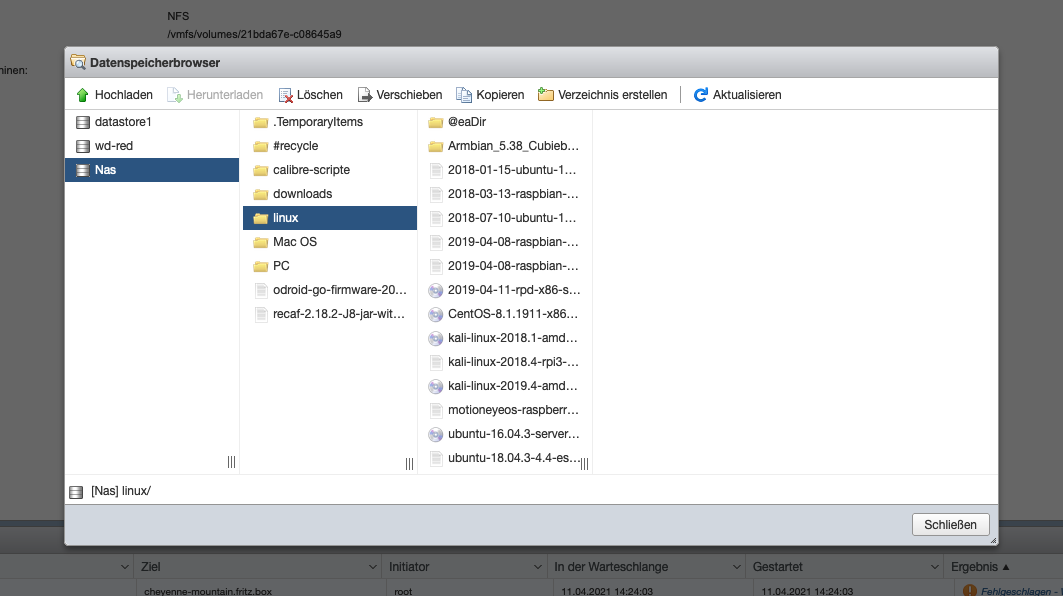 NFS
/vmfs/volumes/21bda67e-c08645a9
ninen:
Datenspeicherbrowser
Hochladen Herunterladen Löschen Verschieben Kopieren Verzeichnis erstellen Aktualisieren
datastore1 .TemporaryItems @eaDir
wd-red #recycle Armbian_5.38_Cubieb...
Nas calibre-scripte 2018-01-15-ubuntu-1...
downloads 2018-03-13-raspbian-...
linux 2018-07-10-ubuntu-1...
Mac OS 2019-04-08-raspbian-...
PC 2019-04-08-raspbian-...
odroid-go-firmware-20... 2019-04-11-rpd-x86-s...
recaf-2.18.2-J8-jar-wit... CentOS-8.1.1911-x86...
kali-linux-2018.1-amd...
kali-linux-2018.4-rpi3-...
kali-linux-2019.4-amd...
motioneyeos-raspberr...
ubuntu-16.04.3-server...
ubuntu-18.04.3-4.4-es...
[Nas] linux/
Schließen
Ziel Initiator In der Warteschlange Gestartet Ergebnis
cheyenne-mountain.fritz.box root 11.04.2021 14:24:03 11.04.2021 14:24:03 Fehlgeschlagen -